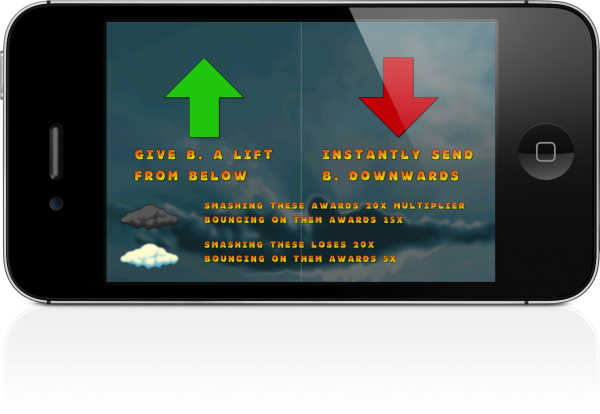 GIVE B. A LIFT
FROM BELOW
INSTANTLY SEND
B. DOWNWARDS
SMASHING THESE AWARDS 20X MULTIPLIER
BOUNCING ON THEM AWARDS 15X
SMASHING THESE LOSES 20X
BOUNCING ON THEM AWARDS 5X